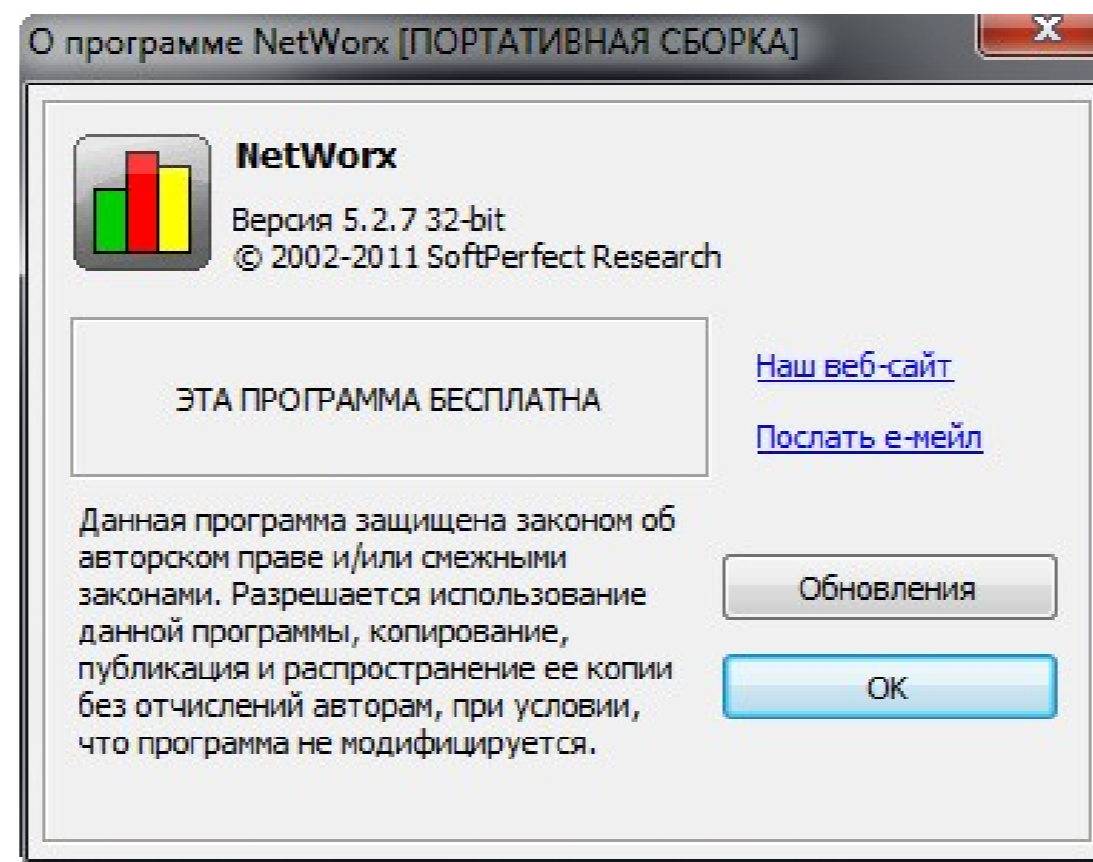 О программе NetWorx [ПОРТАТИВНАЯ СБОРКА]
NetWorx
Версия 5.2.7 32-bit
© 2002-2011 SoftPerfect Research
ЭТА ПРОГРАММА БЕСПЛАТНА
Наш веб-сайт
Послать е-мейл
Данная программа защищена законом об
авторском праве и/или смежными
законами. Разрешается использование
данной программы, копирование,
публикация и распространение ее копии
без отчислений авторам, при условии,
что программа не модифицируется.
Обновления
OK